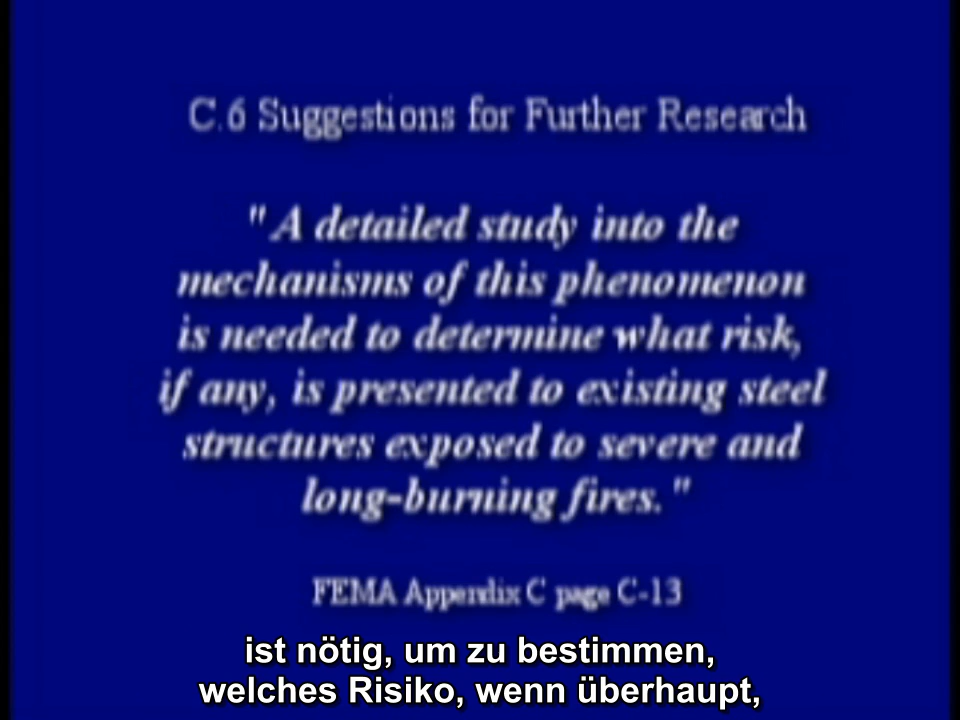 C.6 Suggestions for Further Research
"A detailed study into the
mechanisms of this phenomenon
is needed to determine what risk,
if any, is presented to existing steel
structures exposed to severe and
long-burning fires."
FEMA Appendix C page C-13
ist nötig, um zu bestimmen,
welches Risiko, wenn überhaupt,